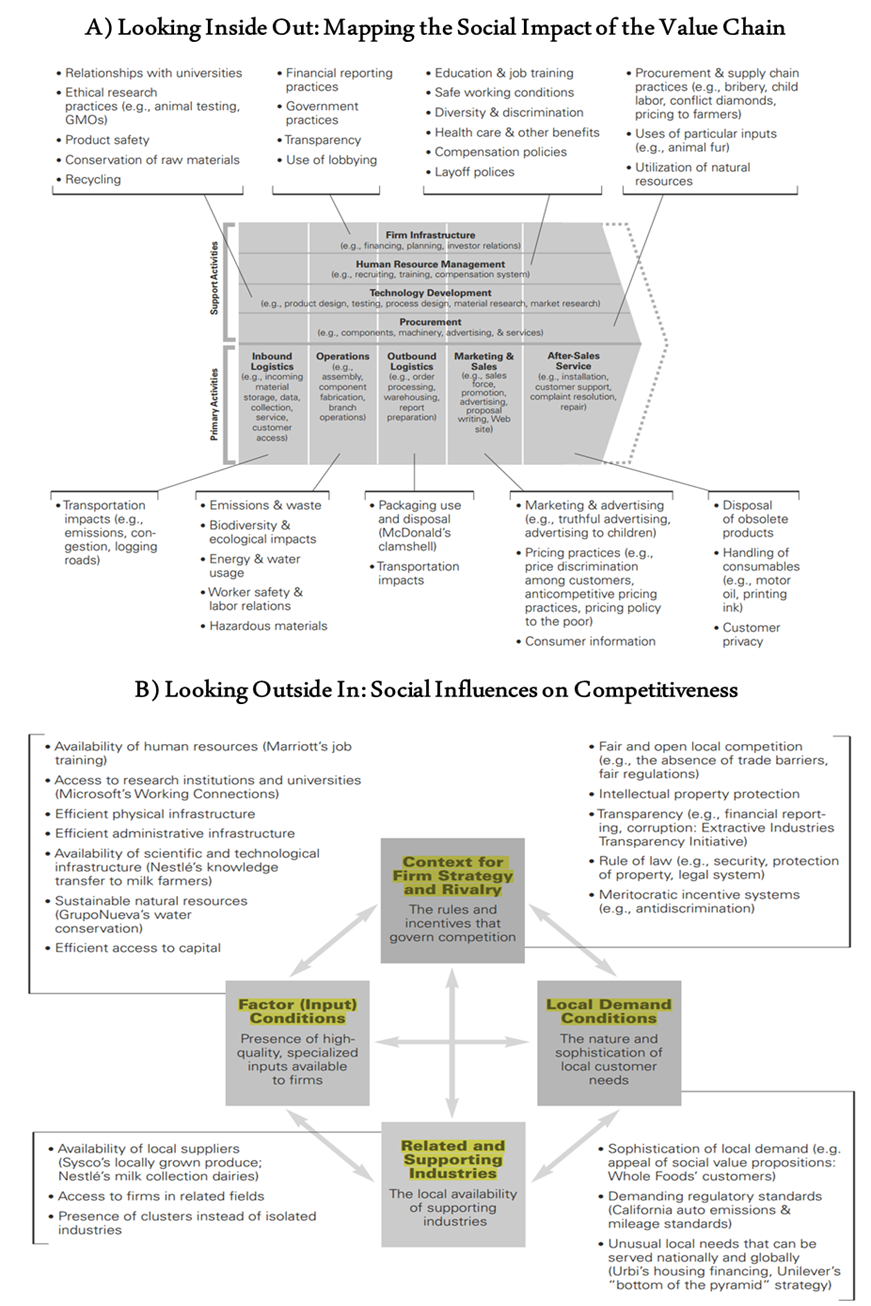 A) Looking Inside Out: Mapping the Social Impact of the Value Chain
• Relationships with universities
• Ethical research
practices (e.g., animal testing,
GMOs)
• Product safety
• Conservation of raw materials
• Recycling
• Financial reporting
practices
• Government
practices
• Transparency
• Use of lobbying
• Education & job training
• Safe working conditions
• Diversity & discrimination
• Health care & other benefits
• Compensation policies
• Layoff polices
• Procurement & supply chain
practices (e.g., bribery, child
labor, conflict diamonds,
pricing to farmers)
• Uses of particular inputs
(e.g., animal fur)
• Utilization of natural
resources
Support Activities
Firm Infrastructure
(e.g., financing, planning, investor relations)
Human Resource Management
(e.g., recruiting, training, compensation system)
Technology Development
(e.g., product design, testing, process design, material research, market research)
Procurement
(e.g., components, machinery, advertising, & services)
Primary Activities
Inbound
Logistics
(e.g., incoming
material
storage, data,
collection,
service,
customer
access)
Operations
(e.g.,
assembly,
component
fabrication,
branch
operations)
Outbound
Logistics
(e.g., order
processing,
warehousing,
report
preparation)
Marketing &
Sales
(e.g., sales
force,
promotion,
advertising,
proposal
writing, Web
site)
After-Sales
Service
(e.g., installation,
customer support,
complaint resolution,
repair)
• Transportation
impacts (e.g.,
emissions, con-
gestion, logging
roads)
• Emissions & waste
• Biodiversity &
ecological impacts
• Energy & water
usage
• Worker safety &
labor relations
• Hazardous materials
• Packaging use
and disposal
(McDonald's
clamshell)
• Transportation
impacts
• Marketing & advertising
(e.g., truthful advertising,
advertising to children)
• Pricing practices (e.g.,
price discrimination
among customers,
anticompetitive pricing
practices, pricing policy
to the poor)
• Consumer information
• Disposal
of obsolete
products
• Handling of
consumables
(e.g., motor
oil, printing
ink)
• Customer
privacy
B) Looking Outside In: Social Influences on Competitiveness
• Availability of human resources (Marriott's job
training)
• Access to research institutions and universities
(Microsoft's Working Connections)
• Efficient physical infrastructure
• Efficient administrative infrastructure
• Availability of scientific and technological
infrastructure (Nestlé's knowledge
transfer to milk farmers)
• Sustainable natural resources
(GrupoNueva's water
conservation)
• Efficient access to capital
• Fair and open local competition
(e.g., the absence of trade barriers,
fair regulations)
• Intellectual property protection
• Transparency (e.g., financial report-
ing, corruption: Extractive Industries
Transparency Initiative)
• Rule of law (e.g., security, protection
of property, legal system)
• Meritocratic incentive systems
(e.g., antidiscrimination)
Context for
Firm Strategy
and Rivalry
The rules and
incentives that
govern competition
Factor (Input)
Conditions
Presence of high-
quality, specialized
inputs available
to firms
Local Demand
Conditions
The nature and
sophistication of
local customer
needs
Related and
Supporting
Industries
The local availability
of supporting
industries
• Availability of local suppliers
(Sysco's locally grown produce;
Nestlé's milk collection dairies)
• Access to firms in related fields
• Presence of clusters instead of isolated
industries
• Sophistication of local demand (e.g.
appeal of social value propositions:
Whole Foods' customers)
• Demanding regulatory standards
(California auto emissions &
mileage standards)
• Unusual local needs that can be
served nationally and globally
(Urbi's housing financing, Unilever's
"bottom of the pyramid" strategy)